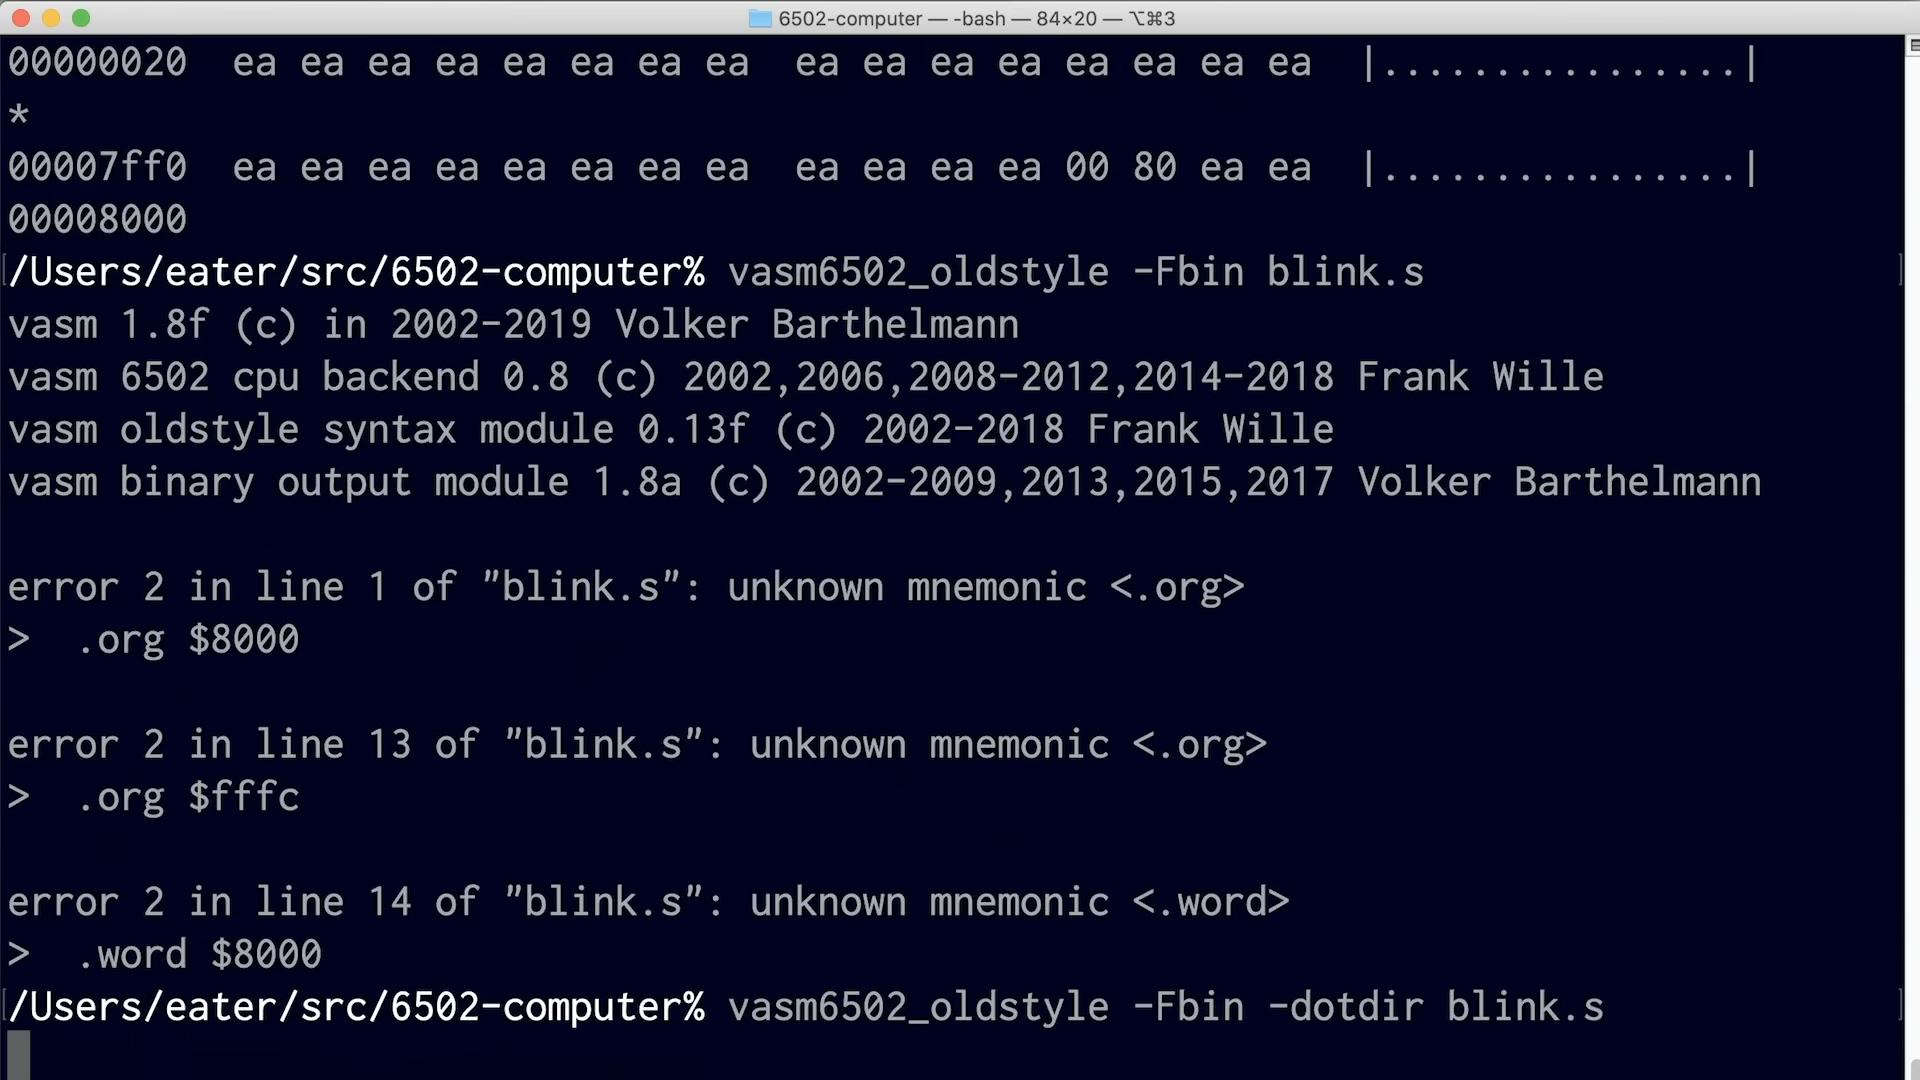 6502-computer — -bash — 84×20 — ⌥⌘3
00000020  ea ea ea ea ea ea ea ea  ea ea ea ea ea ea ea ea  |................|
*
00007ff0  ea ea ea ea ea ea ea ea  ea ea ea ea 00 80 ea ea  |................|
00008000
/Users/eater/src/6502-computer% vasm6502_oldstyle -Fbin blink.s
vasm 1.8f (c) in 2002-2019 Volker Barthelmann
vasm 6502 cpu backend 0.8 (c) 2002,2006,2008-2012,2014-2018 Frank Wille
vasm oldstyle syntax module 0.13f (c) 2002-2018 Frank Wille
vasm binary output module 1.8a (c) 2002-2009,2013,2015,2017 Volker Barthelmann
error 2 in line 1 of "blink.s": unknown mnemonic <.org>
>  .org $8000
error 2 in line 13 of "blink.s": unknown mnemonic <.org>
>  .org $fffc
error 2 in line 14 of "blink.s": unknown mnemonic <.word>
>  .word $8000
/Users/eater/src/6502-computer% vasm6502_oldstyle -Fbin -dotdir blink.s